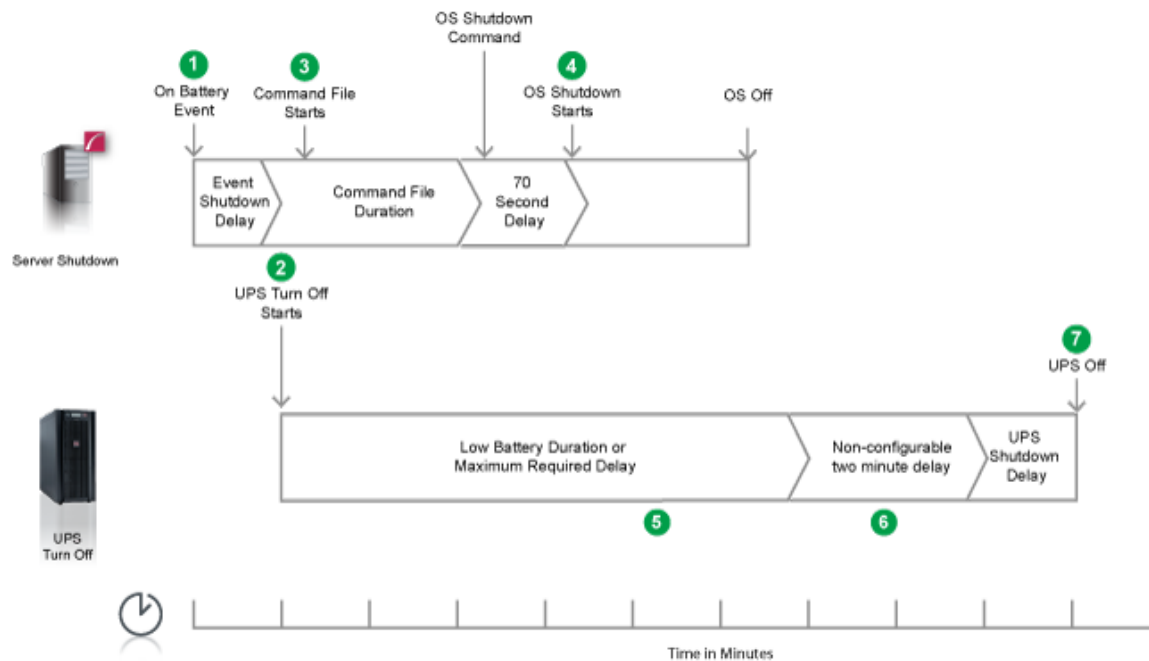 OS Shutdown
Command
1
On Battery
Event
3
Command File
Starts
4
OS Shutdown
Starts
OS Off
Event
Shutdown
Delay
Command File
Duration
70
Second
Delay
Server Shutdown
2
UPS Turn Off
Starts
7
UPS Off
Low Battery Duration or
Maximum Required Delay
Non-configurable
two minute delay
UPS
Shutdown
Delay
5
6
UPS
Turn Off
Time in Minutes